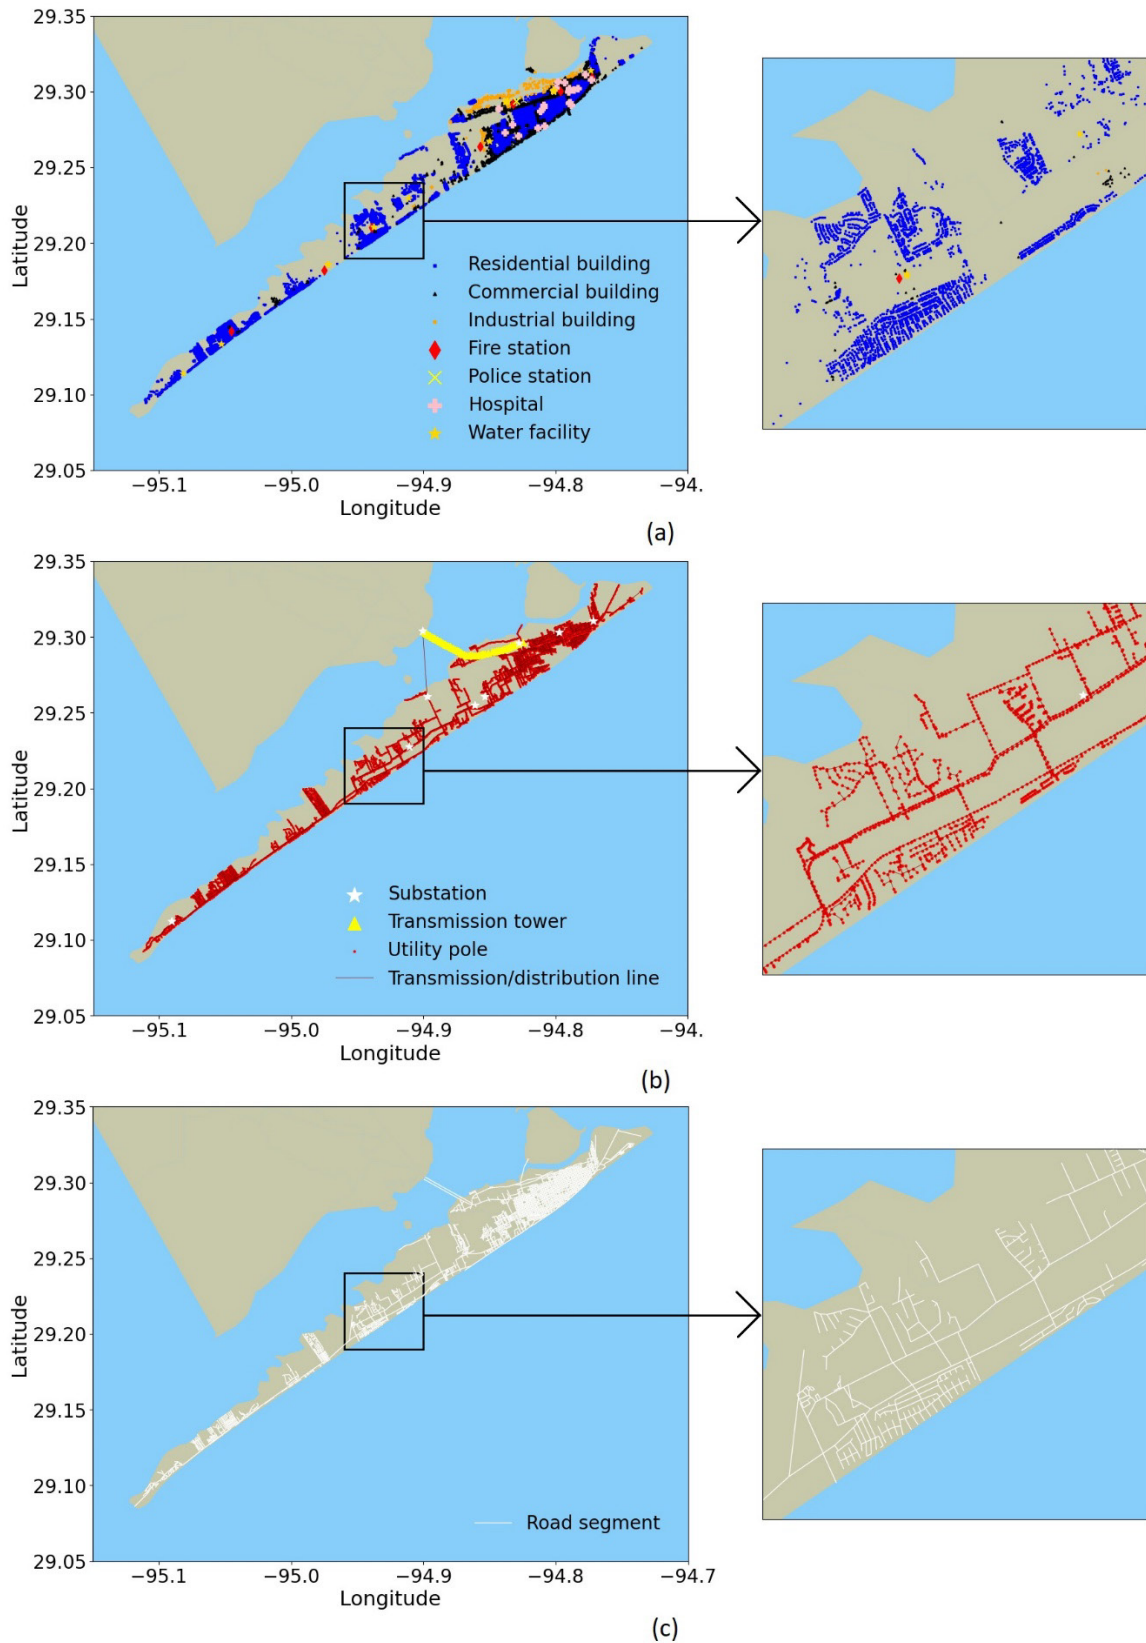 29.35
29.30
29.25
29.20
29.15
29.10
29.05
Latitude
Residential building
Commercial building
Industrial building
Fire station
Police station
Hospital
Water facility
−95.1 −95.0 −94.9 −94.8 −94.
Longitude
(a)
29.35
29.30
29.25
29.20
29.15
29.10
29.05
Latitude
Substation
Transmission tower
Utility pole
Transmission/distribution line
−95.1 −95.0 −94.9 −94.8 −94.
Longitude
(b)
29.35
29.30
29.25
29.20
29.15
29.10
29.05
Latitude
Road segment
−95.1 −95.0 −94.9 −94.8 −94.7
Longitude
(c)